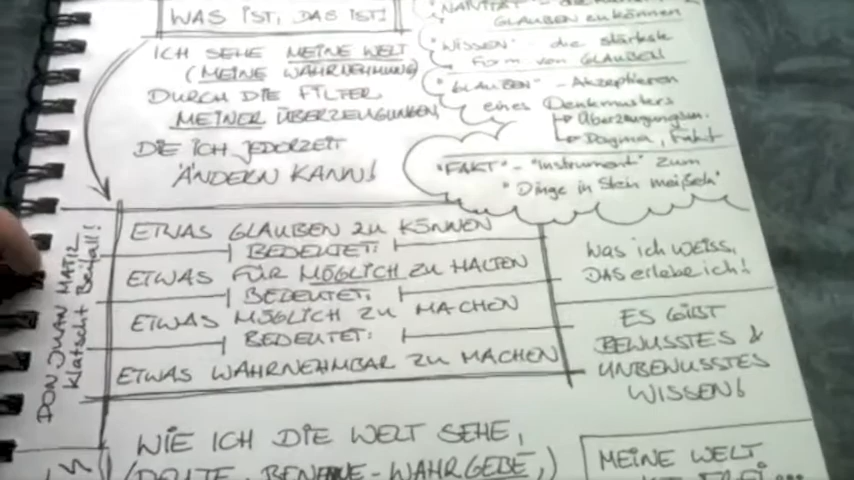 WAS IST, DAS IST!
ICH SEHE MEINE WELT
(MEINE WAHRNEHMUNG)
DURCH DIE FILTER
MEINER ÜBERZEUGUNGEN
DIE ICH JEDERZEIT
ÄNDERN KANN!
GLAUBEN zu können
"WISSEN" - die stärkste
Form von GLAUBEN
"GLAUBEN" - Akzeptieren
eines Denkmusters
Überzeugungen.
Dogma, Fakt
"FAKT" - "Instrument" zum
"Dinge in Stein meißeln"
DON JUAN MATIZ
klatscht Beifall!
ETWAS GLAUBEN ZU KÖNNEN
BEDEUTET:
ETWAS FÜR MÖGLICH ZU HALTEN
BEDEUTET:
ETWAS MÖGLICH ZU MACHEN
BEDEUTET:
ETWAS WAHRNEHMBAR ZU MACHEN
Was ich WEISS,
DAS erlebe ich!
ES GIBT
BEWUSSTES &
UNBEWUSSTES
WISSEN!
WIE ICH DIE WELT SEHE,
(DEUTE, WAHRGEBE,)
MEINE WELT